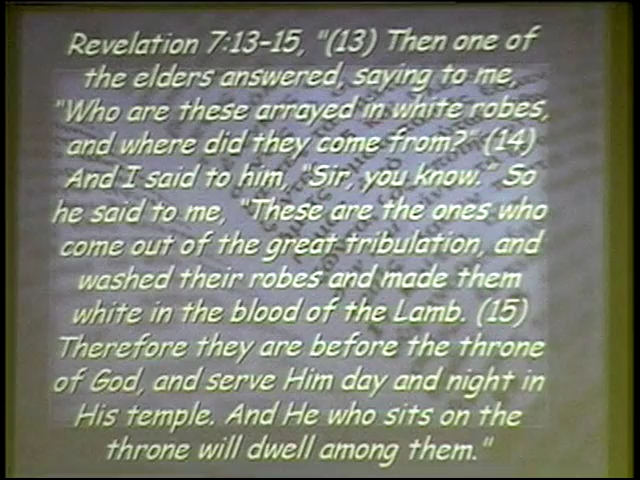 Revelation 7:13-15, "(13) Then one of
the elders answered, saying to me,
"Who are these arrayed in white robes,
and where did they come from?" (14)
And I said to him, "Sir, you know." So
he said to me, "These are the ones who
come out of the great tribulation, and
washed their robes and made them
white in the blood of the Lamb. (15)
Therefore they are before the throne
of God, and serve Him day and night in
His temple. And He who sits on the
throne will dwell among them."